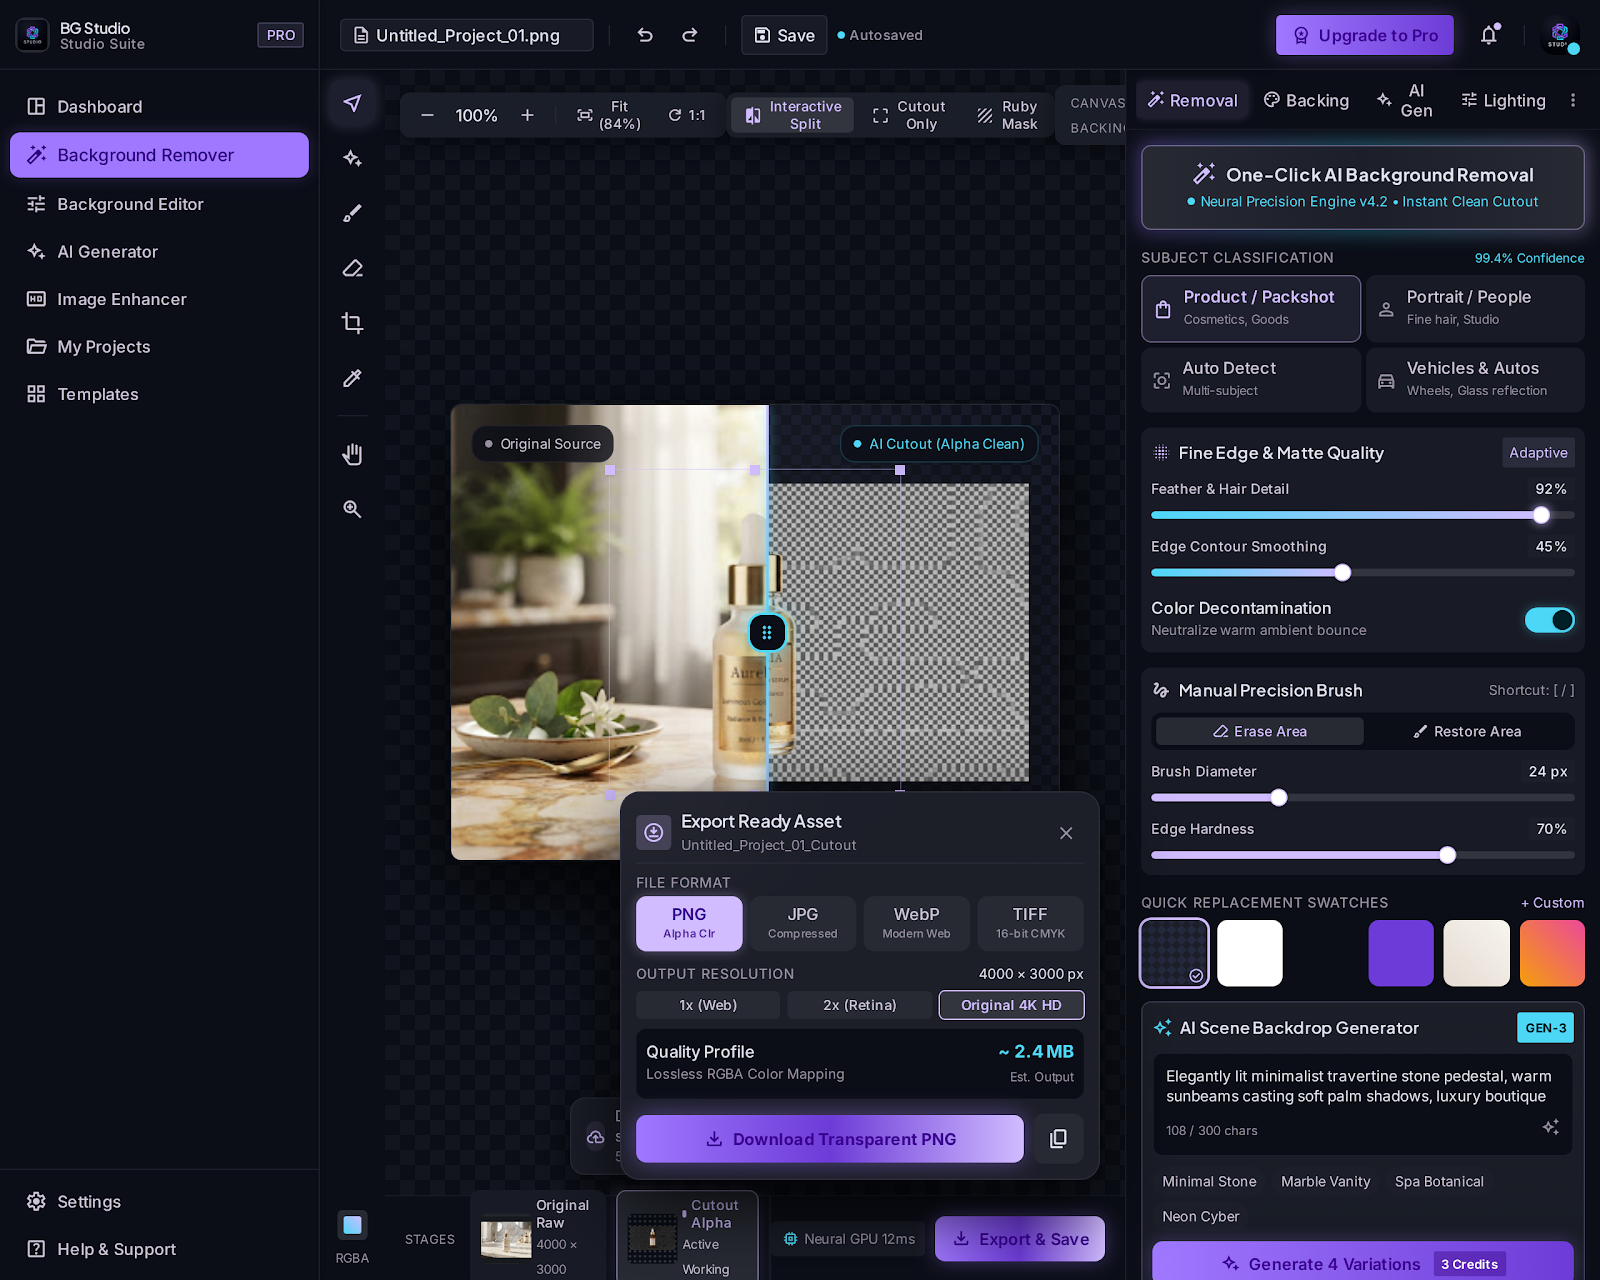 BG Studio
Studio Suite
PRO
Untitled_Project_01.png
Save
Autosaved
Upgrade to Pro
Dashboard
Background Remover
Background Editor
AI Generator
Image Enhancer
My Projects
Templates
Settings
Help & Support
100%
Fit
(84%)
1:1
Interactive
Split
Cutout
Only
Ruby
Mask
CANVAS
BACKING
Original Source
AI Cutout (Alpha Clean)
Export Ready Asset
Untitled_Project_01_Cutout
FILE FORMAT
PNG
Alpha Clr
JPG
Compressed
WebP
Modern Web
TIFF
16-bit CMYK
OUTPUT RESOLUTION
4000 × 3000 px
1x (Web)
2x (Retina)
Original 4K HD
Quality Profile
Lossless RGBA Color Mapping
~ 2.4 MB
Est. Output
Download Transparent PNG
RGBA
STAGES
Original
Raw
4000 ×
3000
Cutout
Alpha
Active
Working
Neural GPU 12ms
Export & Save
Removal
Backing
AI
Gen
Lighting
One-Click AI Background Removal
Neural Precision Engine v4.2 • Instant Clean Cutout
SUBJECT CLASSIFICATION
99.4% Confidence
Product / Packshot
Cosmetics, Goods
Portrait / People
Fine hair, Studio
Auto Detect
Multi-subject
Vehicles & Autos
Wheels, Glass reflection
Fine Edge & Matte Quality
Adaptive
Feather & Hair Detail
92%
Edge Contour Smoothing
45%
Color Decontamination
Neutralize warm ambient bounce
Manual Precision Brush
Shortcut: [ / ]
Erase Area
Restore Area
Brush Diameter
24 px
Edge Hardness
70%
QUICK REPLACEMENT SWATCHES
+ Custom
AI Scene Backdrop Generator
GEN-3
Elegantly lit minimalist travertine stone pedestal, warm
sunbeams casting soft palm shadows, luxury boutique
108 / 300 chars
Minimal Stone
Marble Vanity
Spa Botanical
Neon Cyber
Generate 4 Variations
3 Credits